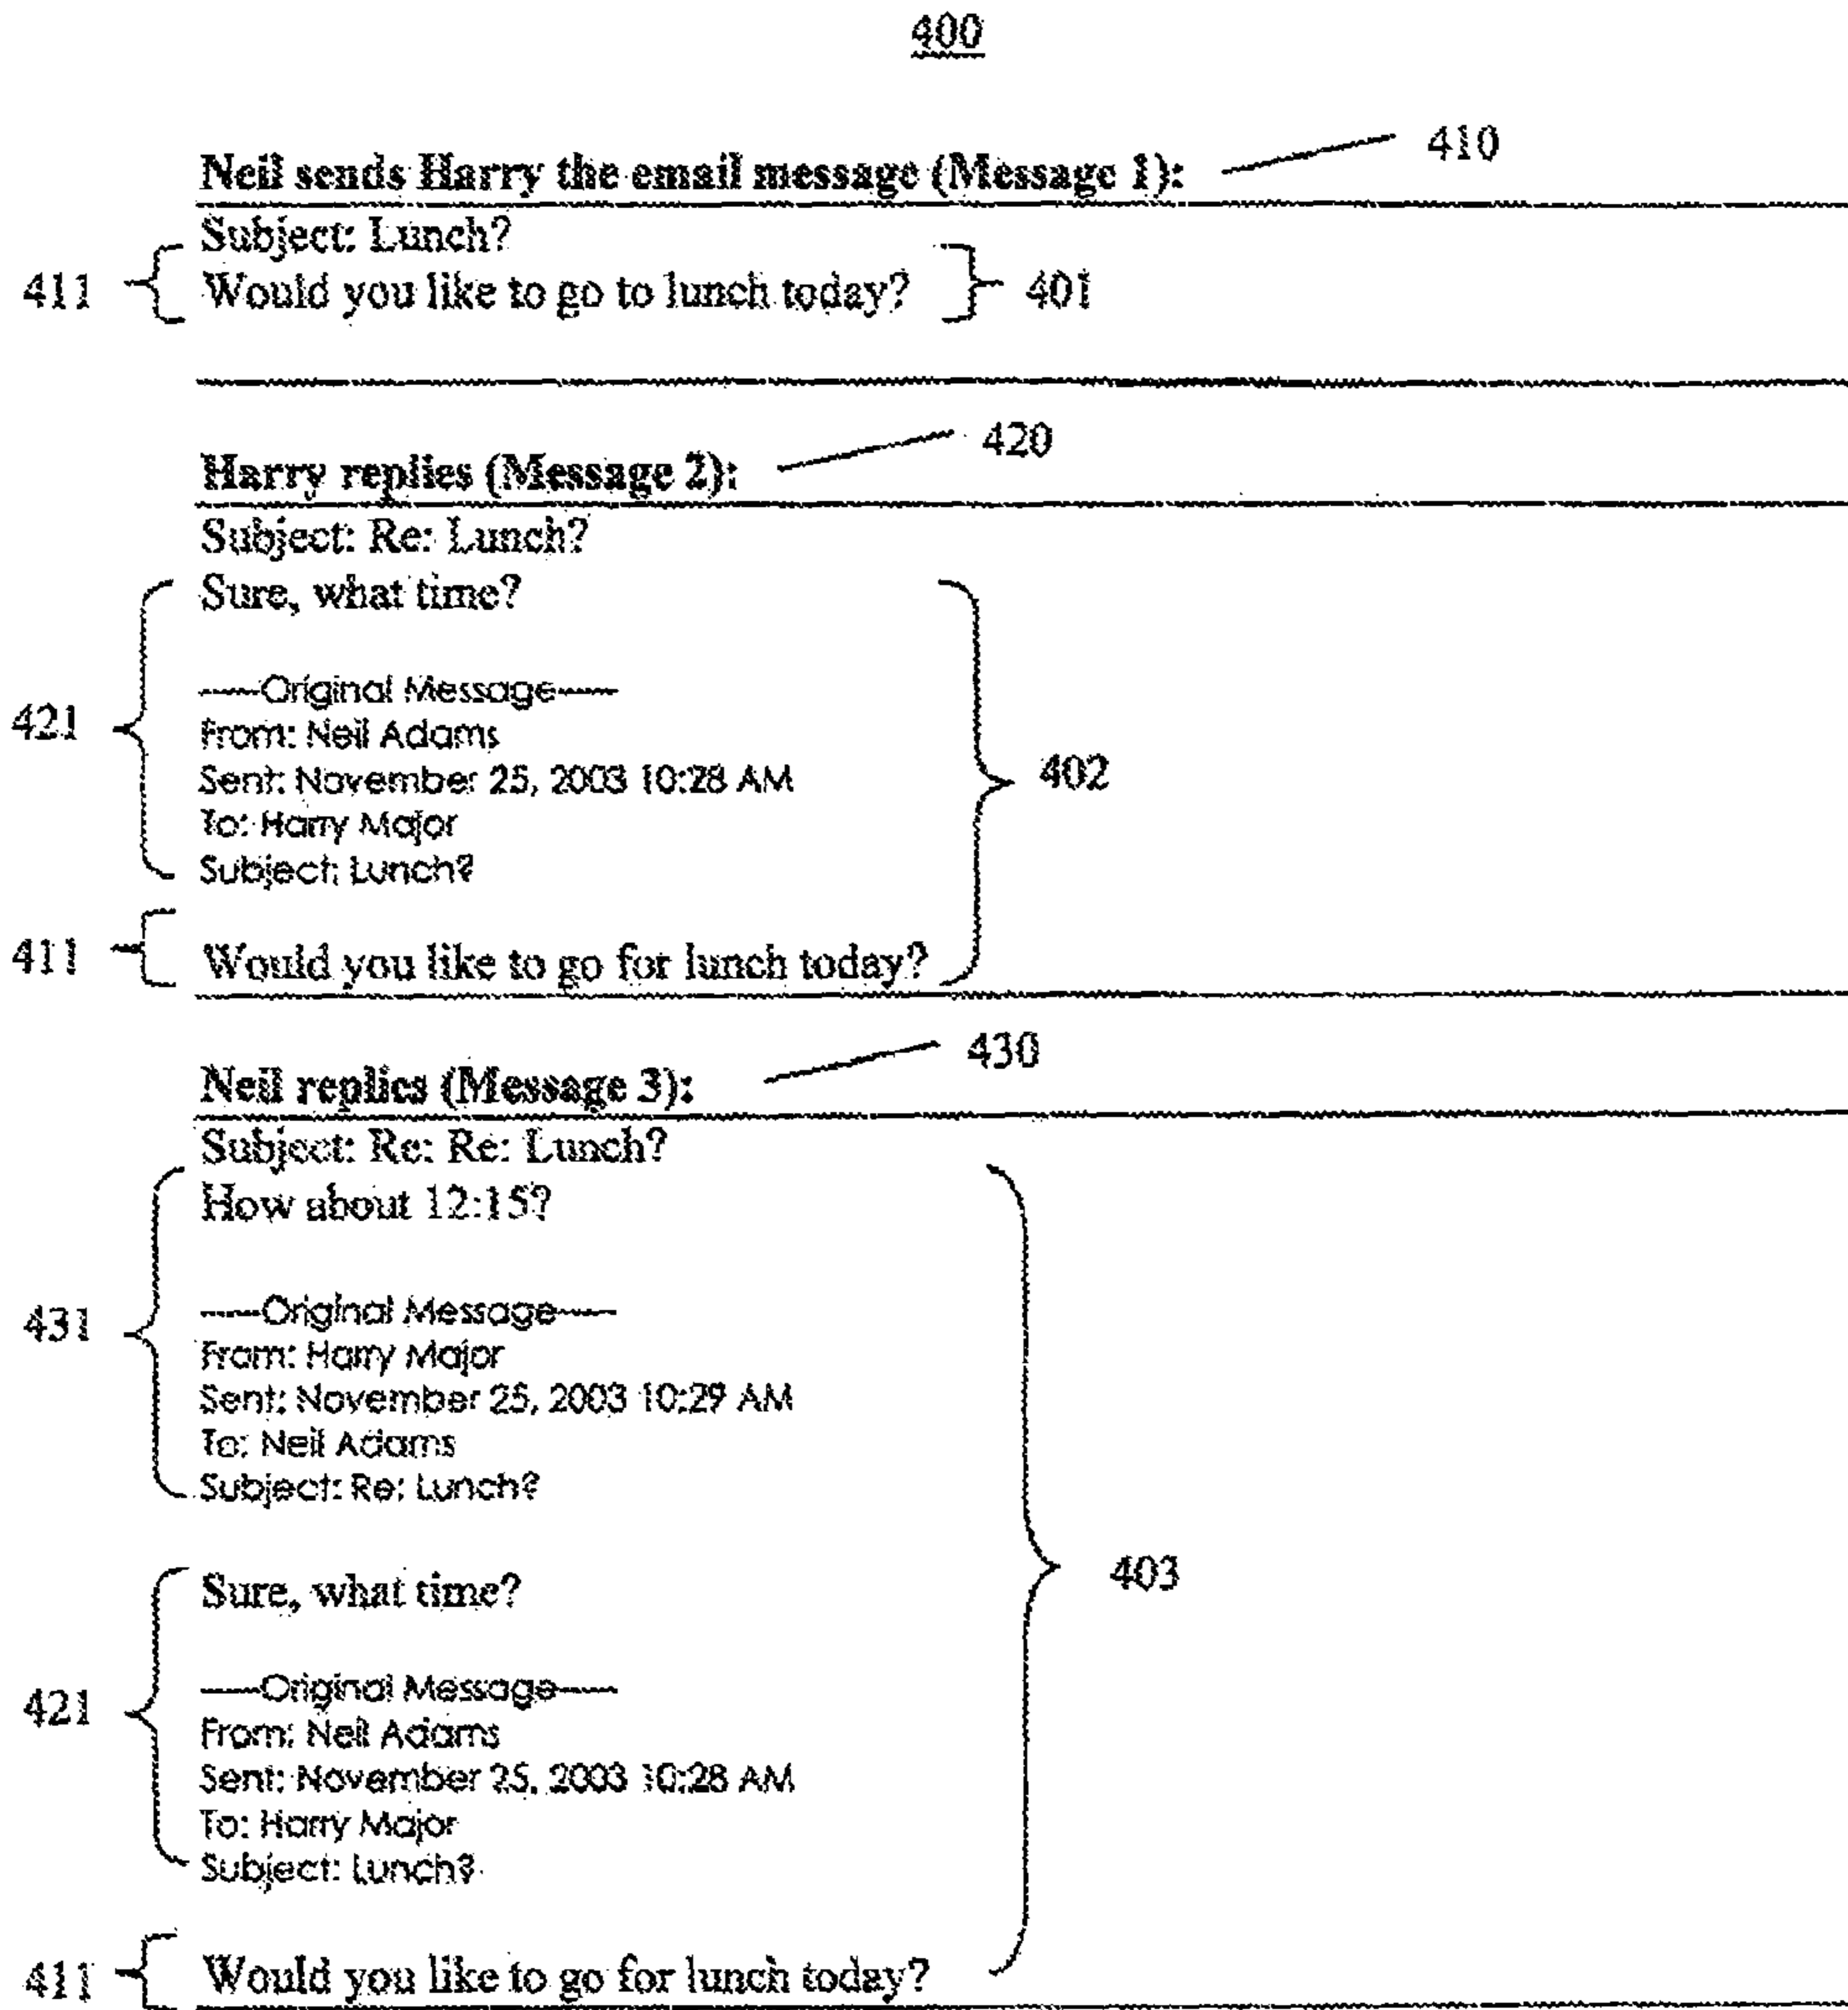 400
Neil sends Harry the email message (Message 1): 410
Subject: Lunch?
411 Would you like to go to lunch today? 401
420
Harry replies (Message 2):
Subject: Re: Lunch?
Sure, what time?
-----Original Message-----
421 From: Neil Adams
Sent: November 25, 2003 10:28 AM 402
To: Harry Major
Subject: Lunch?
411 Would you like to go for lunch today?
430
Neil replies (Message 3):
Subject: Re: Re: Lunch?
How about 12:15?
431 -----Original Message-----
From: Harry Major
Sent: November 25, 2003 10:29 AM
To: Neil Adams
Subject: Re: Lunch?
403
Sure, what time?
421 -----Original Message-----
From: Neil Adams
Sent: November 25, 2003 10:28 AM
To: Harry Major
Subject: Lunch?
411 Would you like to go for lunch today?